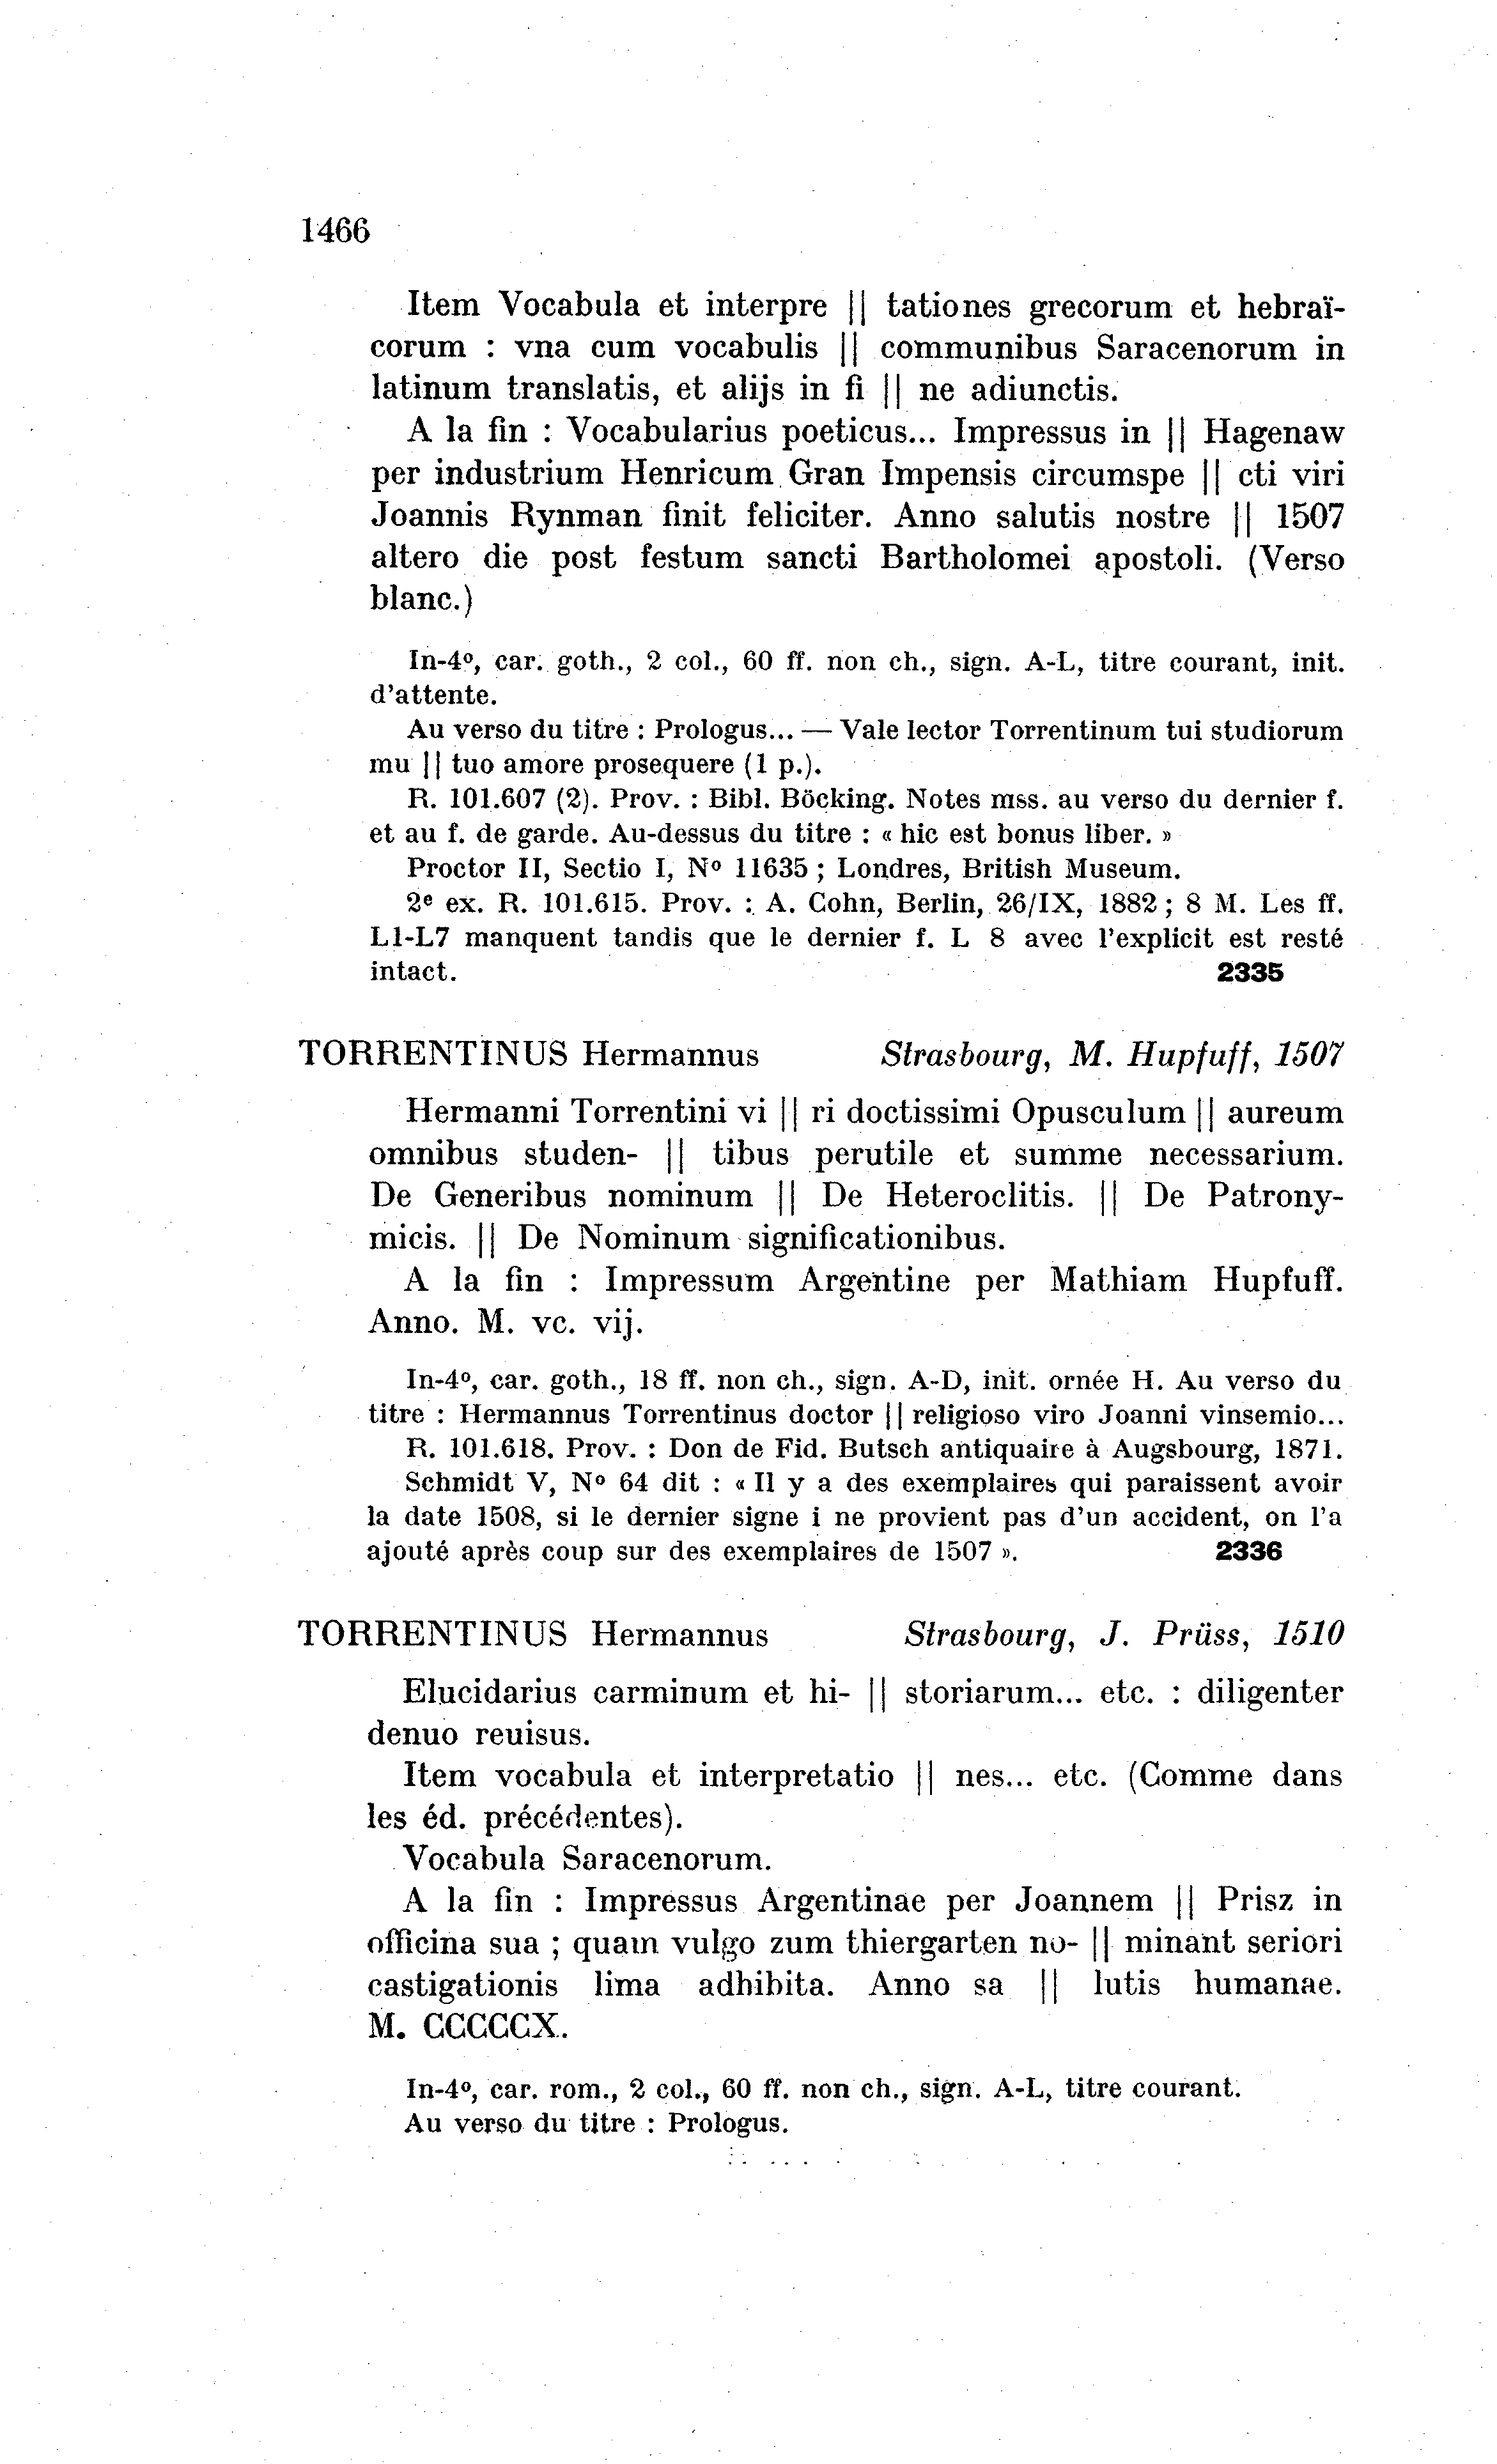 1466
Item Vocabula et interpre || tationes grecorum et hebraï-
corum : vna cum vocabulis || communibus Saracenorum in
latinum translatis, et alijs in fi || ne adiunctis.
A la fin : Vocabularius poeticus... Impressus in || Hagenaw
per industrium Henricum Gran Impensis circumspe || cti viri
Joannis Rynman finit feliciter. Anno salutis nostre || 1507
altero die post festum sancti Bartholomei apostoli. (Verso
blanc.)
In-4º, car. goth., 2 col., 60 ff. non ch., sign. A-L, titre courant, init.
d'attente.
Au verso du titre : Prologus... — Vale lector Torrentinum tui studiorum
mu || tuo amore prosequere (1 p.).
R. 101.607 (2). Prov. : Bibl. Böcking. Notes mss. au verso du dernier f.
et au f. de garde. Au-dessus du titre : « hic est bonus liber. »
Proctor II, Sectio I, Nº 11635 ; Londres, British Museum.
2e ex. R. 101.615. Prov. : A. Cohn, Berlin, 26/IX, 1882 ; 8 M. Les ff.
L1-L7 manquent tandis que le dernier f. L 8 avec l'explicit est resté
intact. 2335
TORRENTINUS Hermannus Strasbourg, M. Hupfuff, 1507
Hermanni Torrentini vi || ri doctissimi Opusculum || aureum
omnibus studen- || tibus perutile et summe necessarium.
De Generibus nominum || De Heteroclitis. || De Patrony-
micis. || De Nominum significationibus.
A la fin : Impressum Argentine per Mathiam Hupfuff.
Anno. M. vc. vij.
In-4º, car. goth., 18 ff. non ch., sign. A-D, init. ornée H. Au verso du
titre : Hermannus Torrentinus doctor || religioso viro Joanni vinsemio...
R. 101.618. Prov. : Don de Fid. Butsch antiquaire à Augsbourg, 1871.
Schmidt V, Nº 64 dit : « Il y a des exemplaires qui paraissent avoir
la date 1508, si le dernier signe i ne provient pas d'un accident, on l'a
ajouté après coup sur des exemplaires de 1507 ». 2336
TORRENTINUS Hermannus Strasbourg, J. Prüss, 1510
Elucidarius carminum et hi- || storiarum... etc. : diligenter
denuo reuisus.
Item vocabula et interpretatio || nes... etc. (Comme dans
les éd. précédentes).
Vocabula Saracenorum.
A la fin : Impressus Argentinae per Joannem || Prisz in
officina sua ; quam vulgo zum thiergarten no- || minant seriori
castigationis lima adhibita. Anno sa || lutis humanae.
M. CCCCCX.
In-4º, car. rom., 2 col., 60 ff. non ch., sign. A-L, titre courant.
Au verso du titre : Prologus.